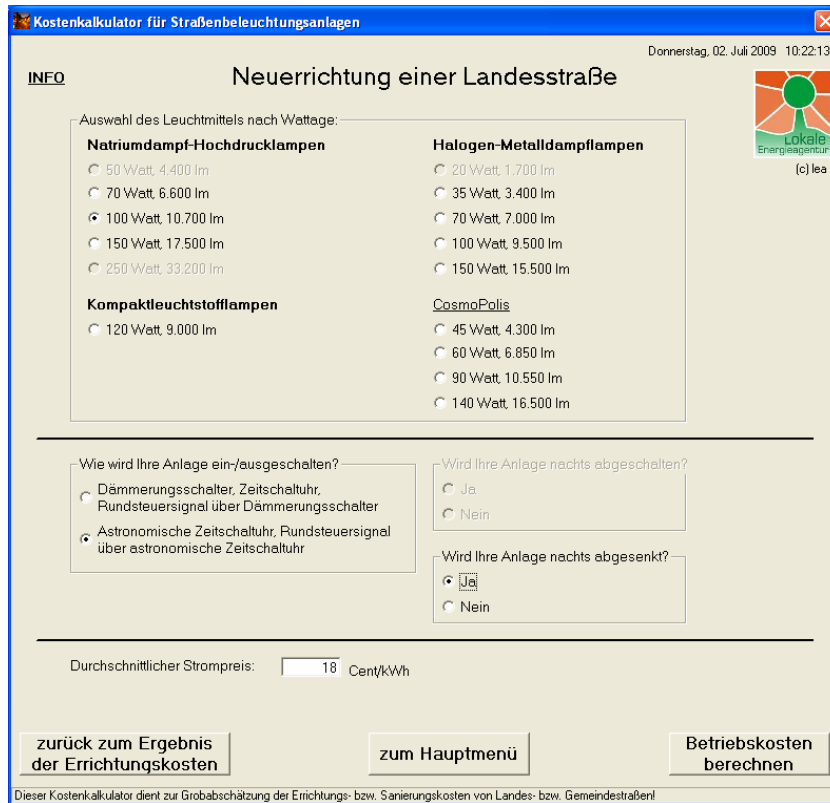 Kostenkalkulator für Straßenbeleuchtungsanlagen
Donnerstag, 02. Juli 2009 10:22:13
INFO
Neuerrichtung einer Landesstraße
Lokale
Energieagentur
(c) lea
Auswahl des Leuchtmittels nach Wattage:
Natriumdampf-Hochdrucklampen
50 Watt, 4.400 lm
70 Watt, 6.600 lm
100 Watt, 10.700 lm
150 Watt, 17.500 lm
250 Watt, 33.200 lm
Halogen-Metalldampflampen
20 Watt, 1.700 lm
35 Watt, 3.400 lm
70 Watt, 7.000 lm
100 Watt, 9.500 lm
150 Watt, 15.500 lm
Kompaktleuchtstofflampen
120 Watt, 9.000 lm
CosmoPolis
45 Watt, 4.300 lm
60 Watt, 6.850 lm
90 Watt, 10.550 lm
140 Watt, 16.500 lm
Wie wird Ihre Anlage ein-/ausgeschalten?
Dämmerungsschalter, Zeitschaltuhr,
Rundsteuersignal über Dämmerungsschalter
Astronomische Zeitschaltuhr, Rundsteuersignal
über astronomische Zeitschaltuhr
Wird Ihre Anlage nachts abgeschalten?
Ja
Nein
Wird Ihre Anlage nachts abgesenkt?
Ja
Nein
Durchschnittlicher Strompreis: 18 Cent/kWh
zurück zum Ergebnis
der Errichtungskosten
zum Hauptmenü
Betriebskosten
berechnen
Dieser Kostenkalkulator dient zur Grobabschätzung der Errichtungs- bzw. Sanierungskosten von Landes- bzw. Gemeindestraßen!